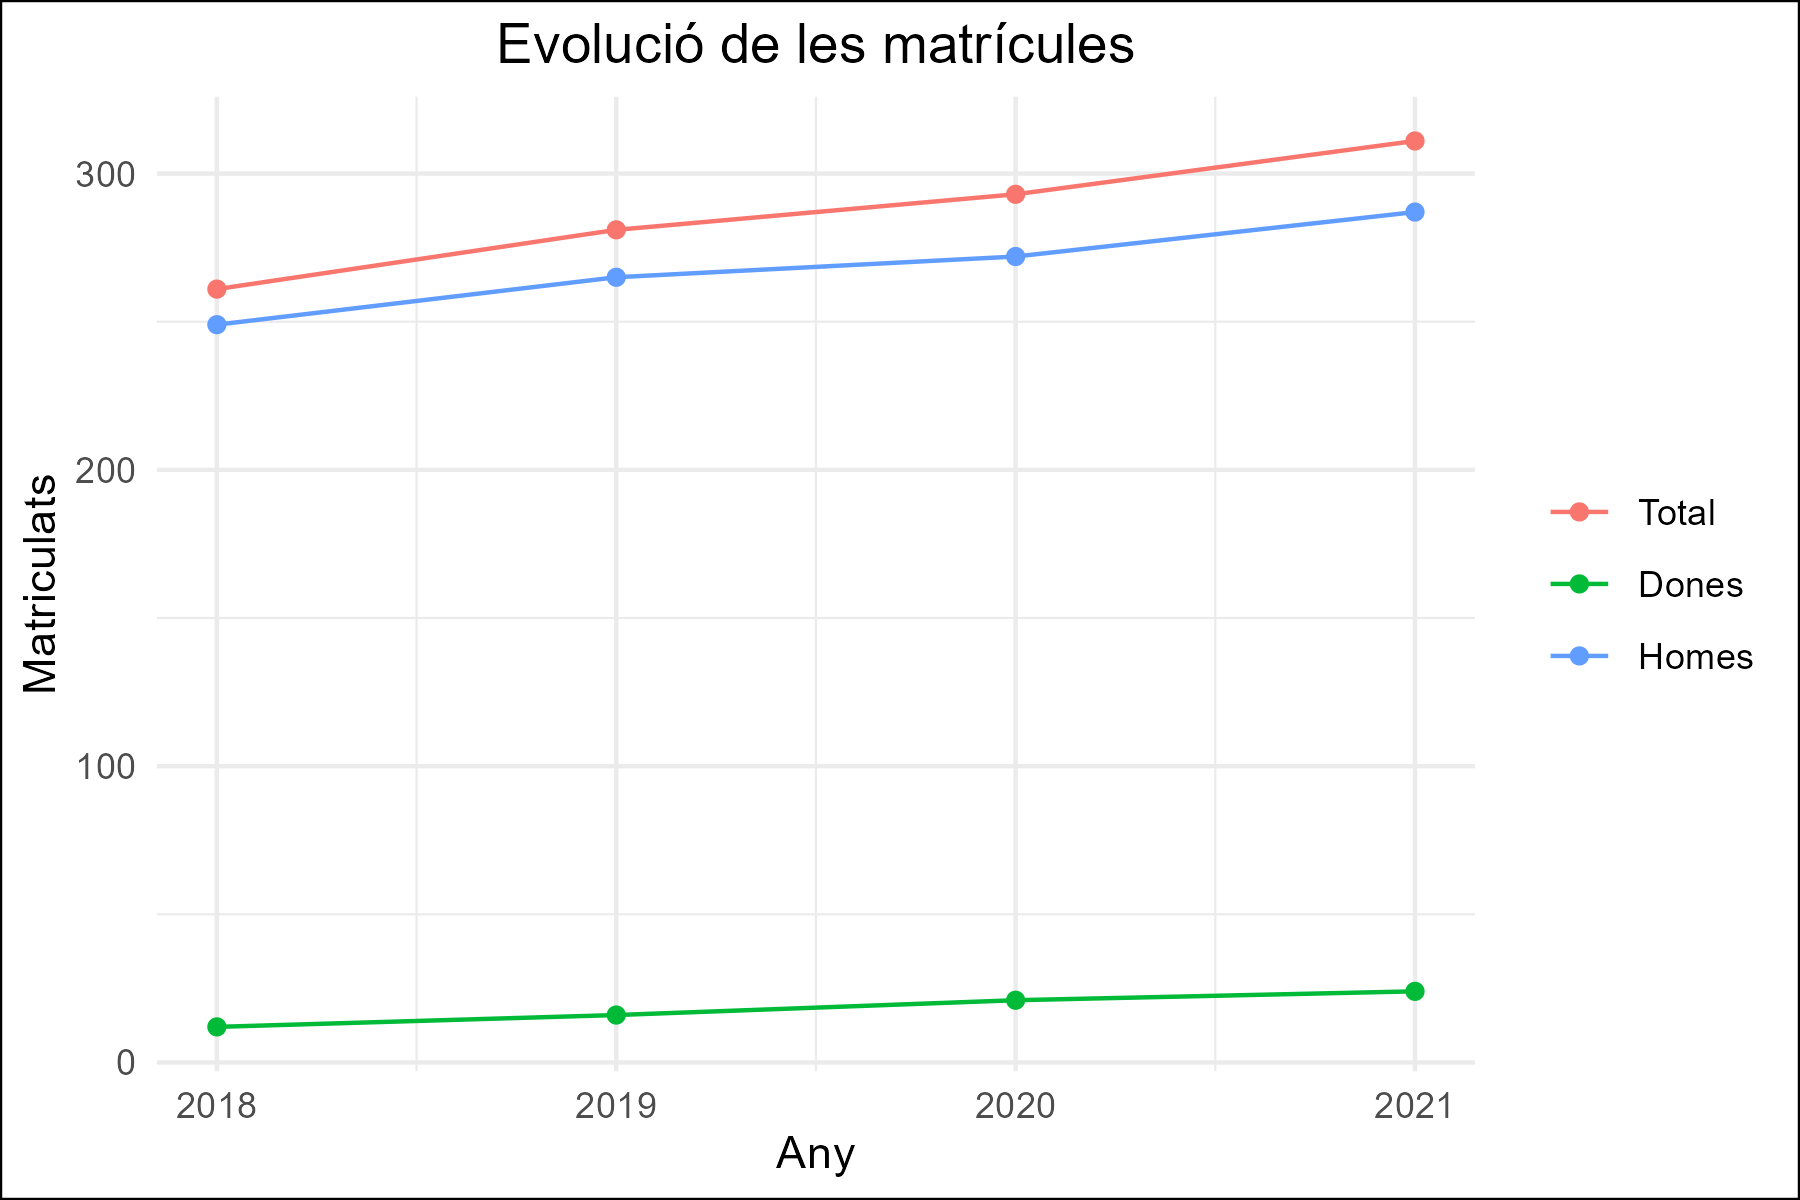 Evolució de les matrícules
300
200
100
0
Matriculats
2018 2019 2020 2021
Any
Total
Dones
Homes